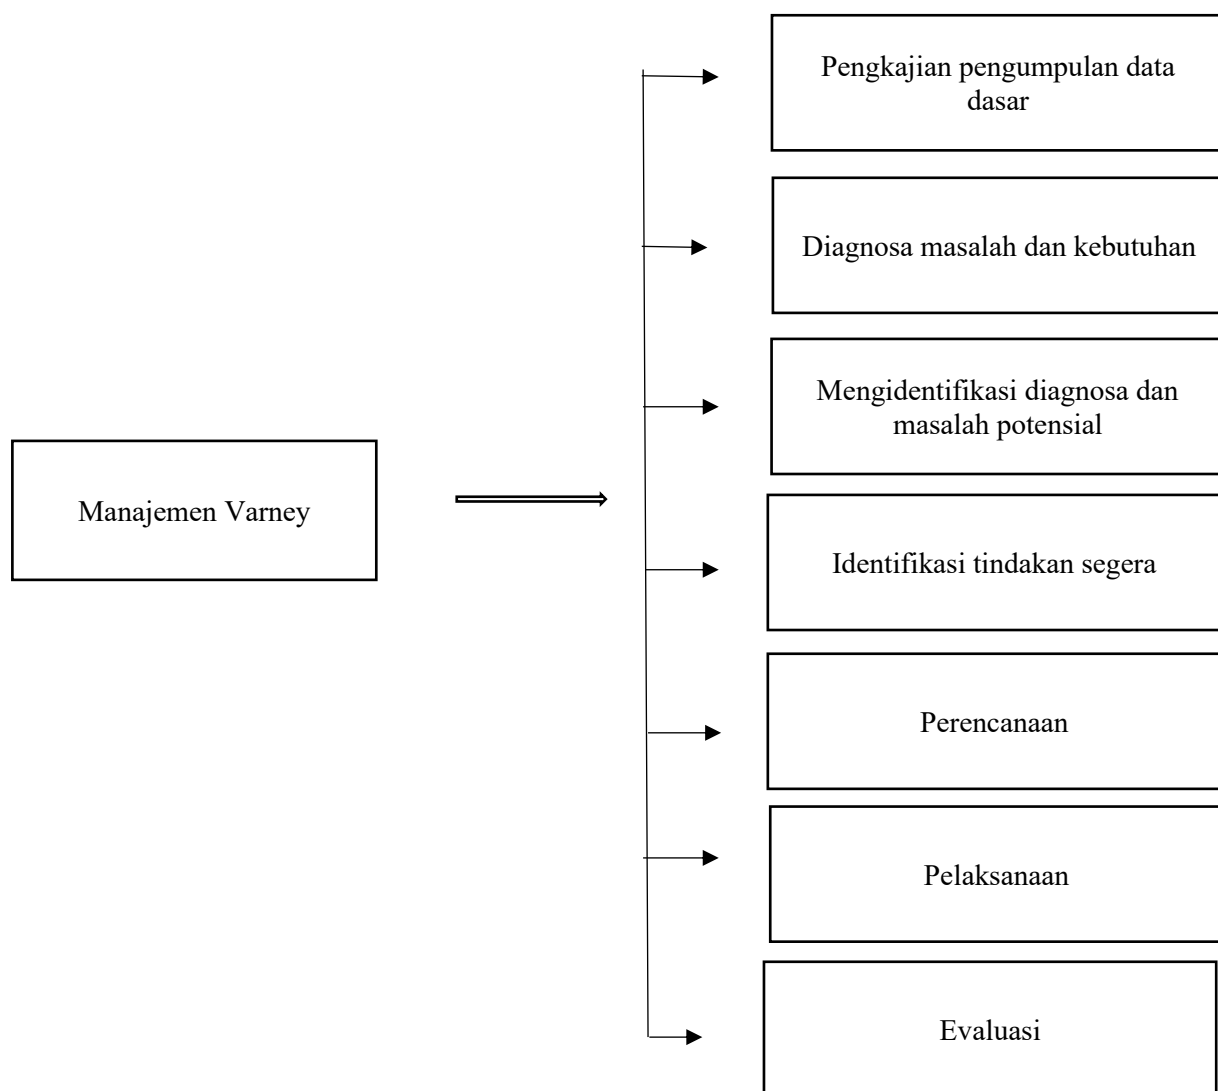 Pengkajian pengumpulan data
dasar
Diagnosa masalah dan kebutuhan
Mengidentifikasi diagnosa dan
masalah potensial
Manajemen Varney
Identifikasi tindakan segera
Perencanaan
Pelaksanaan
Evaluasi